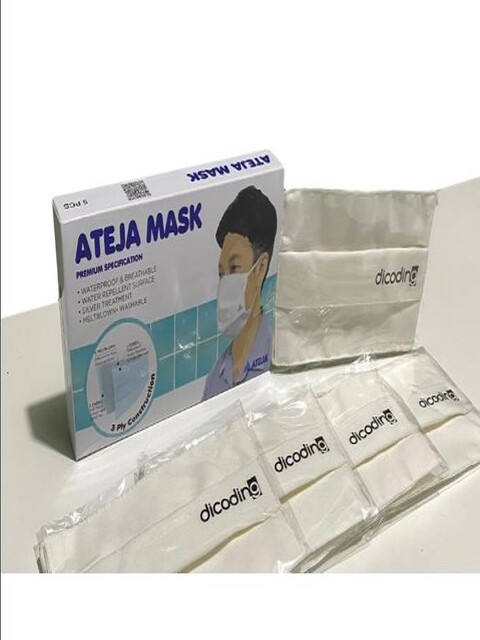 ATEJA MASK
5 PCS
ATEJA MASK
PREMIUM SPECIFICATION
• WATERPROOF & BREATHABLE
• WATER REPELLENT SURFACE
• SILVER TREATMENT
• MELTBLOWN+ WASHABLE
3 Ply Construction
ATEJA
dicoding
dicoding
dicoding
dicoding
dicoding